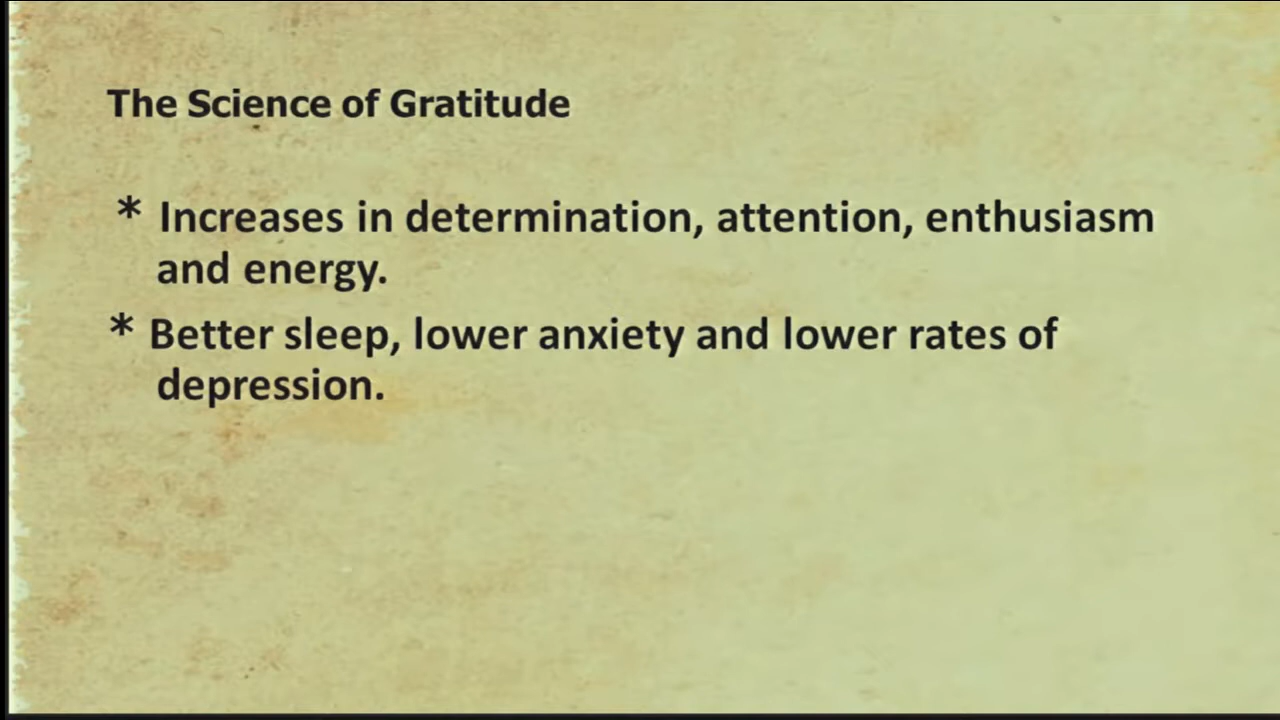 The Science of Gratitude
* Increases in determination, attention, enthusiasm
and energy.
* Better sleep, lower anxiety and lower rates of
depression.